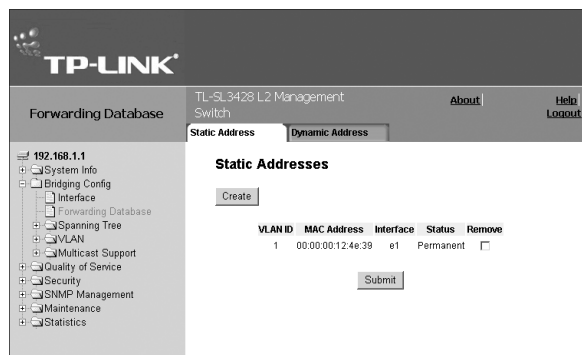 TP-LINK
Forwarding Database
TL-SL3428 L2 Management
Switch
About
Help
Logout
Static Address
Dynamic Address
192.168.1.1
System Info
Bridging Config
Interface
Forwarding Database
Spanning Tree
VLAN
Multicast Support
Quality of Service
Security
SNMP Management
Maintenance
Statistics
Static Addresses
Create
VLAN ID MAC Address Interface Status Remove
1 00:00:00:12:4e:39 e1 Permanent
Submit